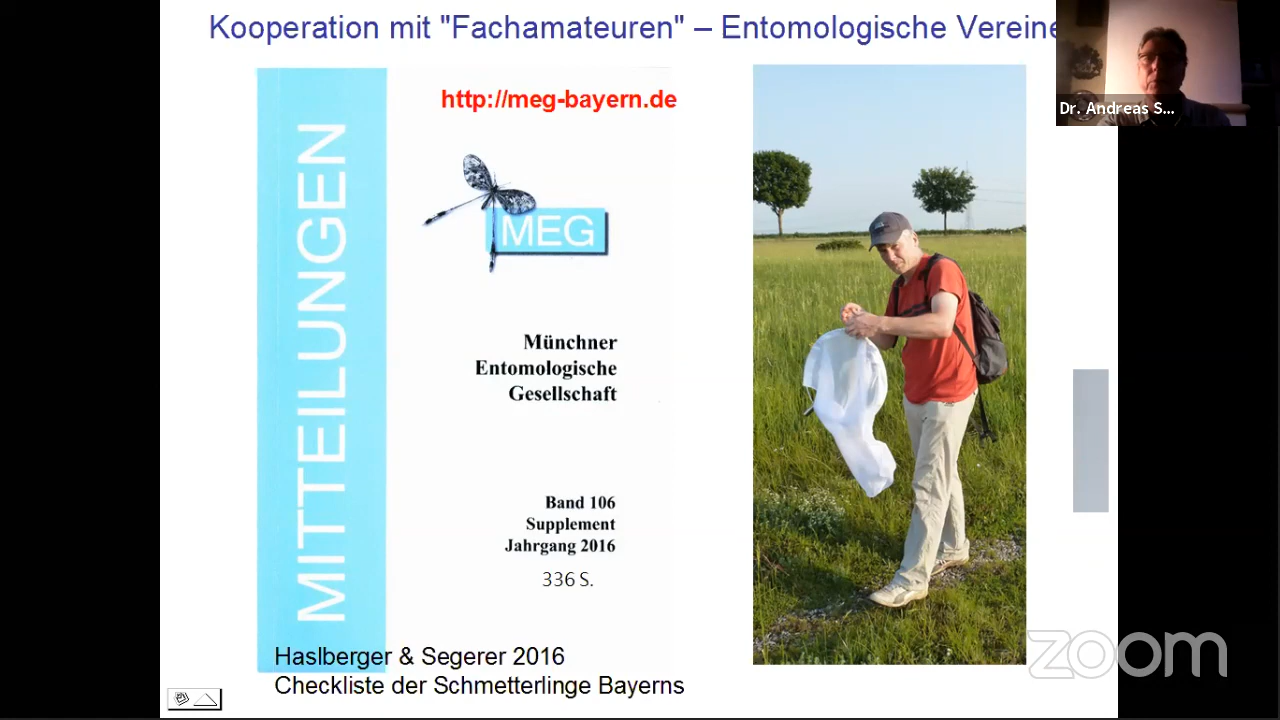 Kooperation mit "Fachamateuren" – Entomologische Vereine
Dr. Andreas S...
http://meg-bayern.de
MITTEILUNGEN
MEG
Münchner
Entomologische
Gesellschaft
Band 106
Supplement
Jahrgang 2016
336 S.
Haslberger & Segerer 2016
Checkliste der Schmetterlinge Bayerns
zoom